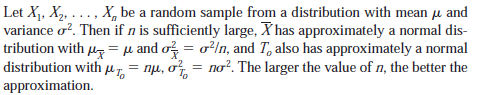 Let X₁, X₂, . . . , Xₙ be a random sample from a distribution with mean μ and
variance σ². Then if n is sufficiently large, X̅ has approximately a normal dis-
tribution with μ_X̅ = μ and σ²_X̅ = σ²/n, and Tₒ also has approximately a normal
distribution with μ_Tₒ = nμ, σ²_Tₒ = nσ². The larger the value of n, the better the
approximation.